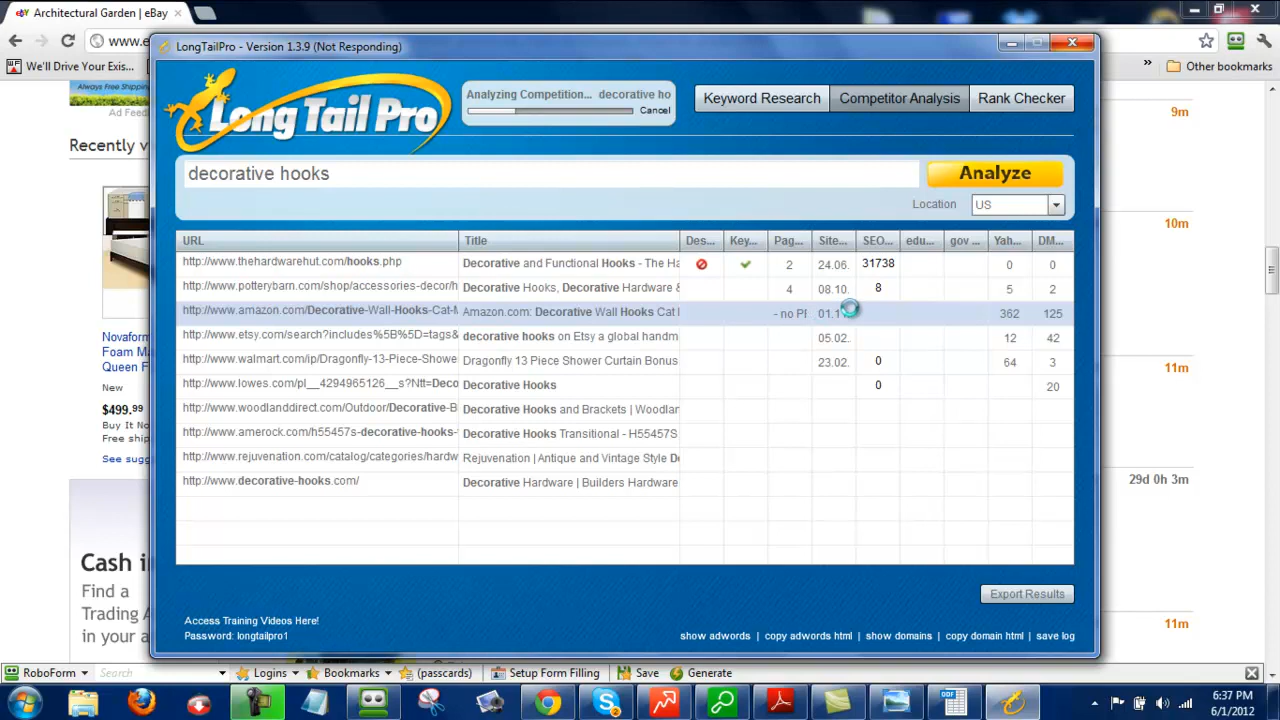 Architectural Garden | eBay
www.e
We'll Drive Your Exis...
Other bookmarks
LongTailPro - Version 1.3.9 (Not Responding)
Always Free Shipping
Ad Feed
Recently v
Long Tail Pro
Analyzing Competition... decorative ho
Cancel
Keyword Research
Competitor Analysis
Rank Checker
decorative hooks
Analyze
Location
US
URL Title Des... Key... Pag... Site... SEO... edu... gov ... Yah... DM...
http://www.thehardwarehut.com/hooks.php Decorative and Functional Hooks - The Ha 2 24.06. 31738 0 0
http://www.potterybarn.com/shop/accessories-decor/h Decorative Hooks, Decorative Hardware & 4 08.10. 8 5 2
http://www.amazon.com/Decorative-Wall-Hooks-Cat-M Amazon.com: Decorative Wall Hooks Cat - no PR 01.1 362 125
http://www.etsy.com/search?includes%5B%5D=tags& decorative hooks on Etsy a global handm 05.02. 12 42
http://www.walmart.com/ip/Dragonfly-13-Piece-Showe Dragonfly 13 Piece Shower Curtain Bonus 23.02. 0 64 3
http://www.lowes.com/pl__4294965126__s?Ntt=Deco Decorative Hooks 0 20
http://www.woodlanddirect.com/Outdoor/Decorative-B Decorative Hooks and Brackets | Woodlan
http://www.amerock.com/h55457s-decorative-hooks- Decorative Hooks Transitional - H55457S
http://www.rejuvenation.com/catalog/categories/hardw Rejuvenation | Antique and Vintage Style De
http://www.decorative-hooks.com/ Decorative Hardware | Builders Hardware
Export Results
Access Training Videos Here!
Password: longtailpro1
show adwords | copy adwords html | show domains | copy domain html | save log
Novaform
Foam Ma
Queen F
New
$499.99
Buy It No
Free ship
See sugg
Cash in
Find a
Trading A
in your a
9m
10m
11m
29d 0h 3m
11m
RoboForm
Search
Logins
Bookmarks
(passcards)
Setup Form Filling
Save
Generate
6:37 PM
6/1/2012